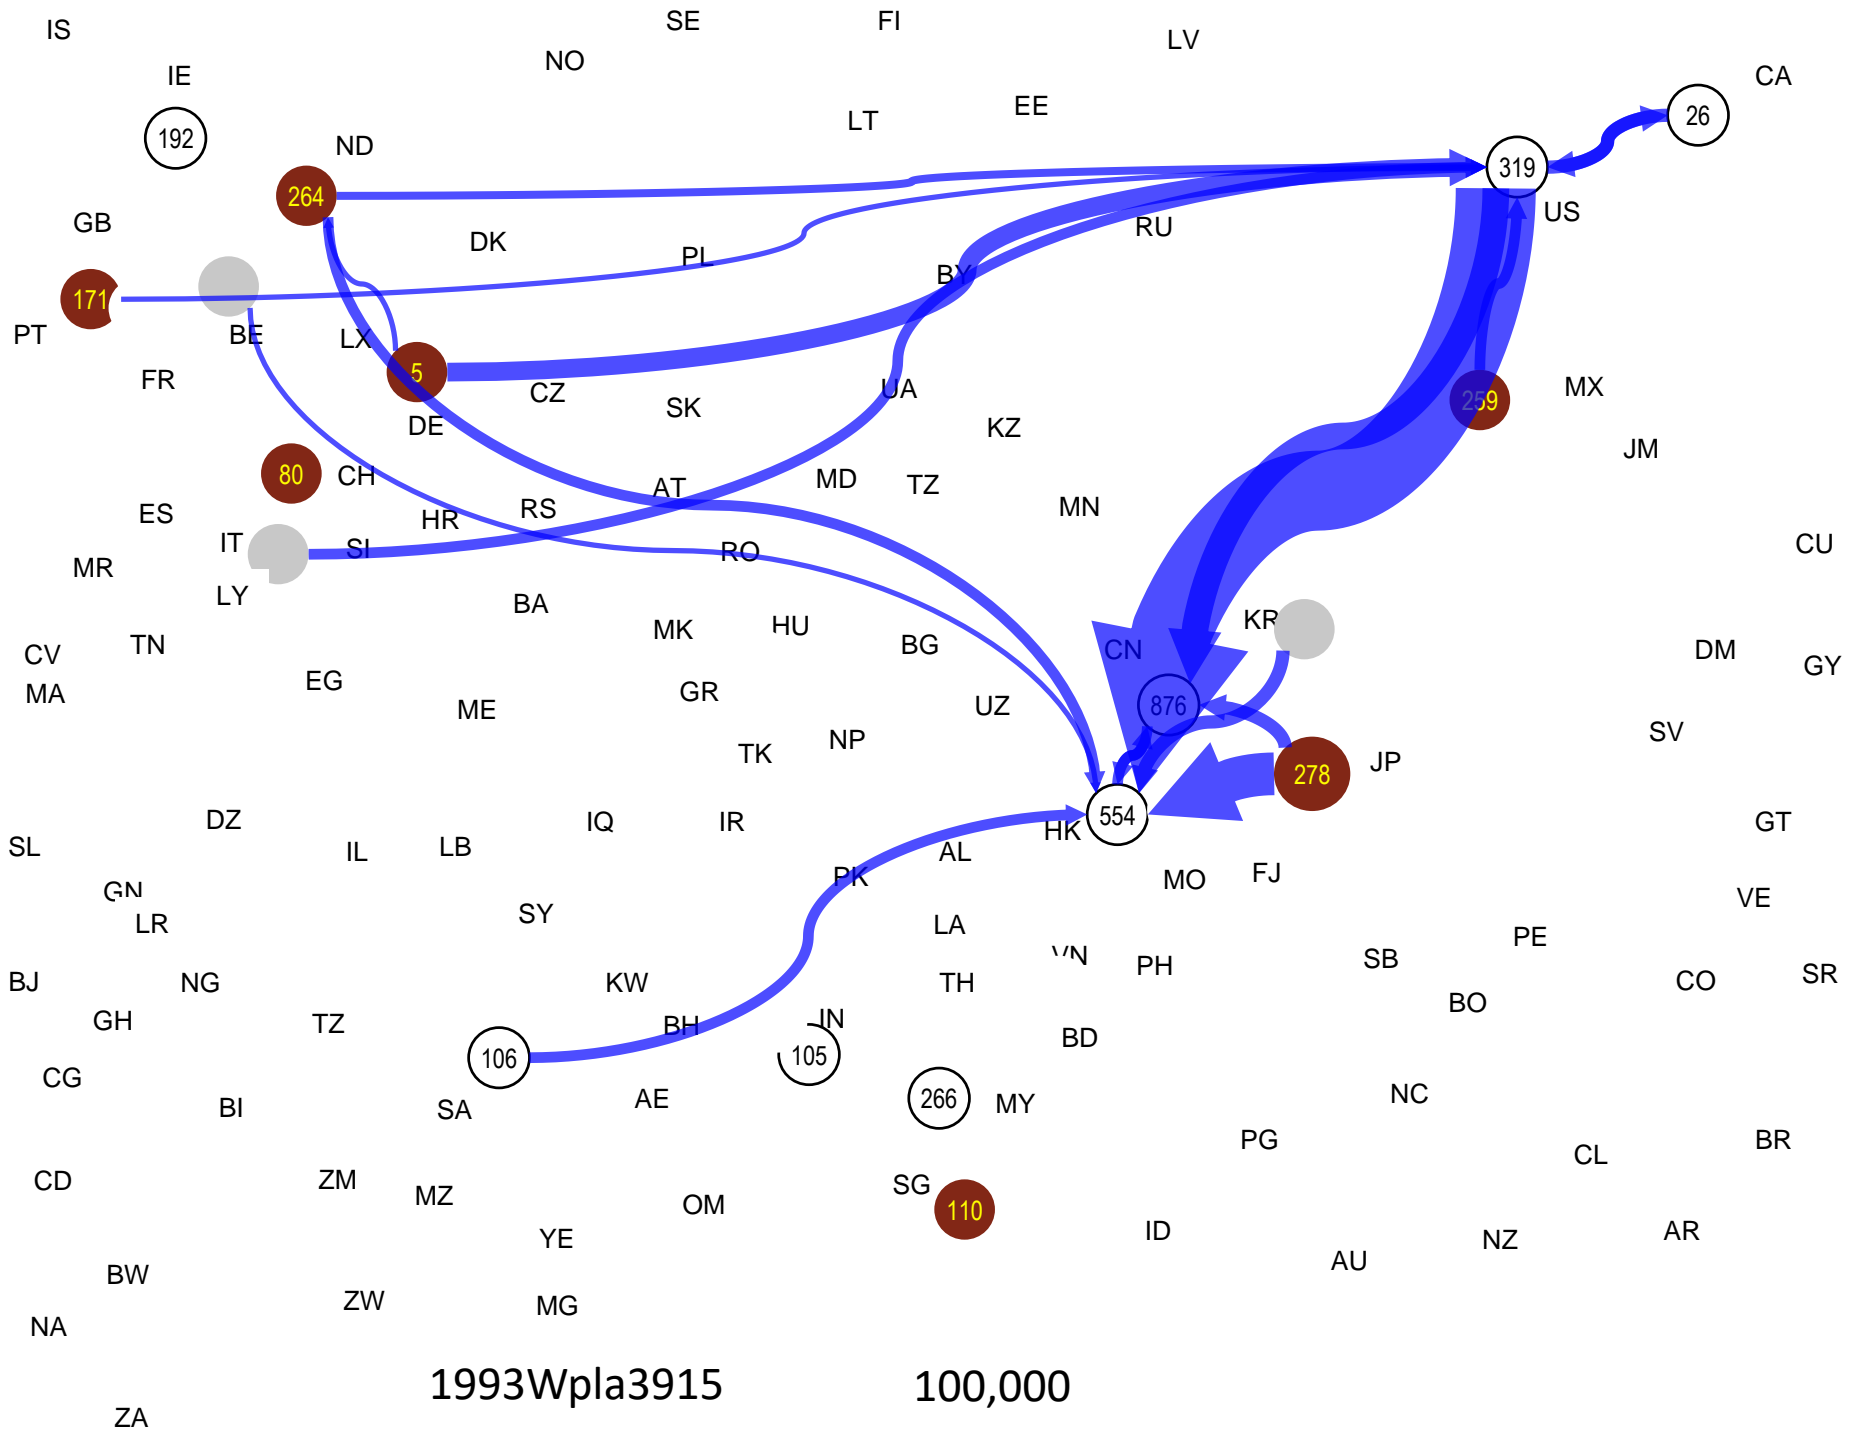 IS
SE
FI
LV
NO
IE
CA
EE
26
LT
192
ND
319
264
US
GB
RU
DK
PL
BY
171
PT
BE
LX
5
FR
CZ
UA
MX
259
SK
DE
KZ
JM
80
CH
AT
MD
TZ
MN
ES
HR
RS
IT
SI
RO
CU
MR
LY
BA
MK
HU
BG
KR
CN
TN
CV
MA
EG
ME
GR
UZ
876
DM
GY
TK
NP
SV
278
JP
554
HK
DZ
IQ
IR
GT
SL
IL
LB
AL
PK
MO
FJ
GN
LR
SY
LA
VE
PE
VN
PH
SB
BJ
NG
KW
TH
CO
SR
BO
GH
TZ
BH
IN
BD
106
105
CG
BI
SA
AE
266
MY
NC
PG
BR
CL
CD
ZM
MZ
SG
110
OM
YE
ID
AU
NZ
AR
BW
ZW
MG
NA
1993Wpla3915
100,000
ZA